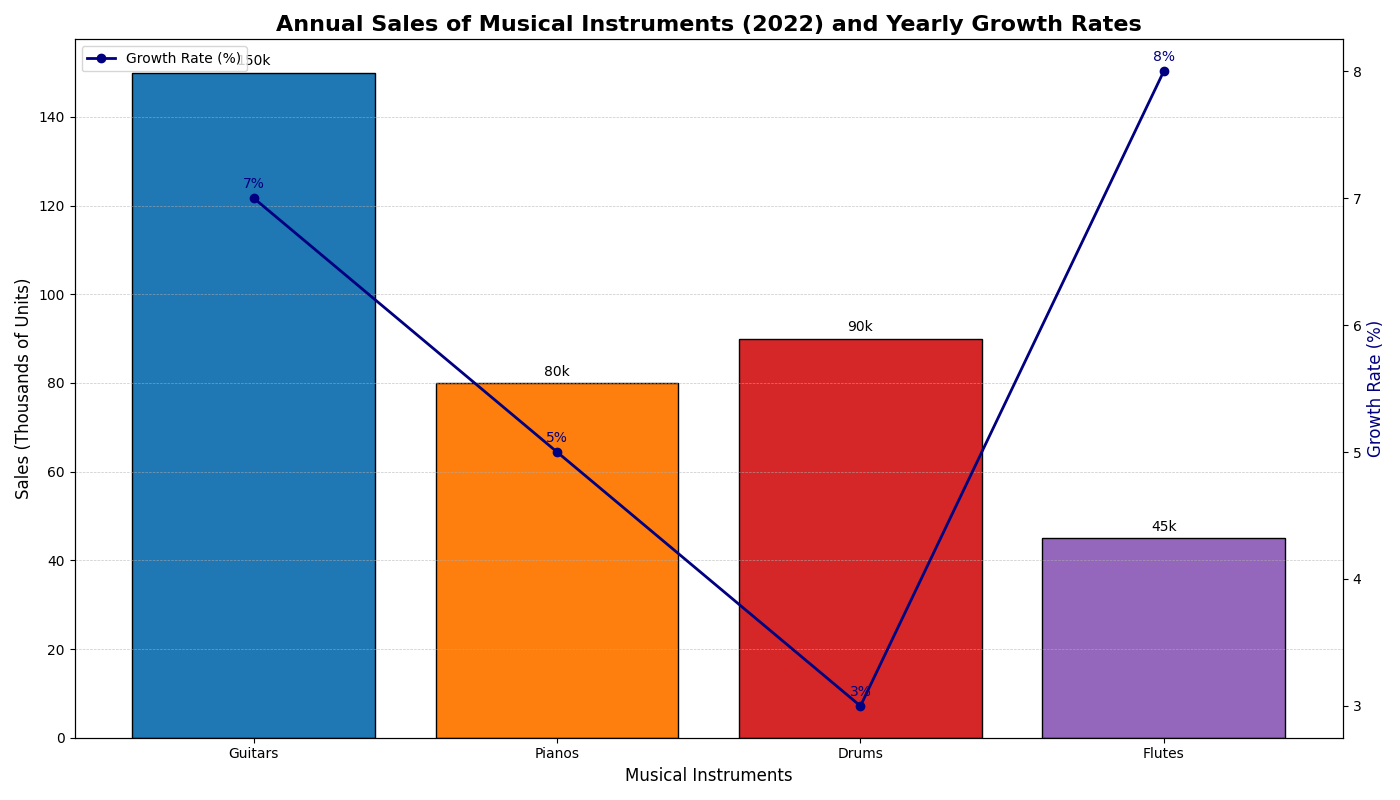 Annual Sales of Musical Instruments (2022) and Yearly Growth Rates
Growth Rate (%)
150k
7%
80k
5%
90k
3%
45k
8%
140
120
100
80
60
40
20
0
Sales (Thousands of Units)
8
7
6
5
4
3
Growth Rate (%)
Guitars
Pianos
Drums
Flutes
Musical Instruments